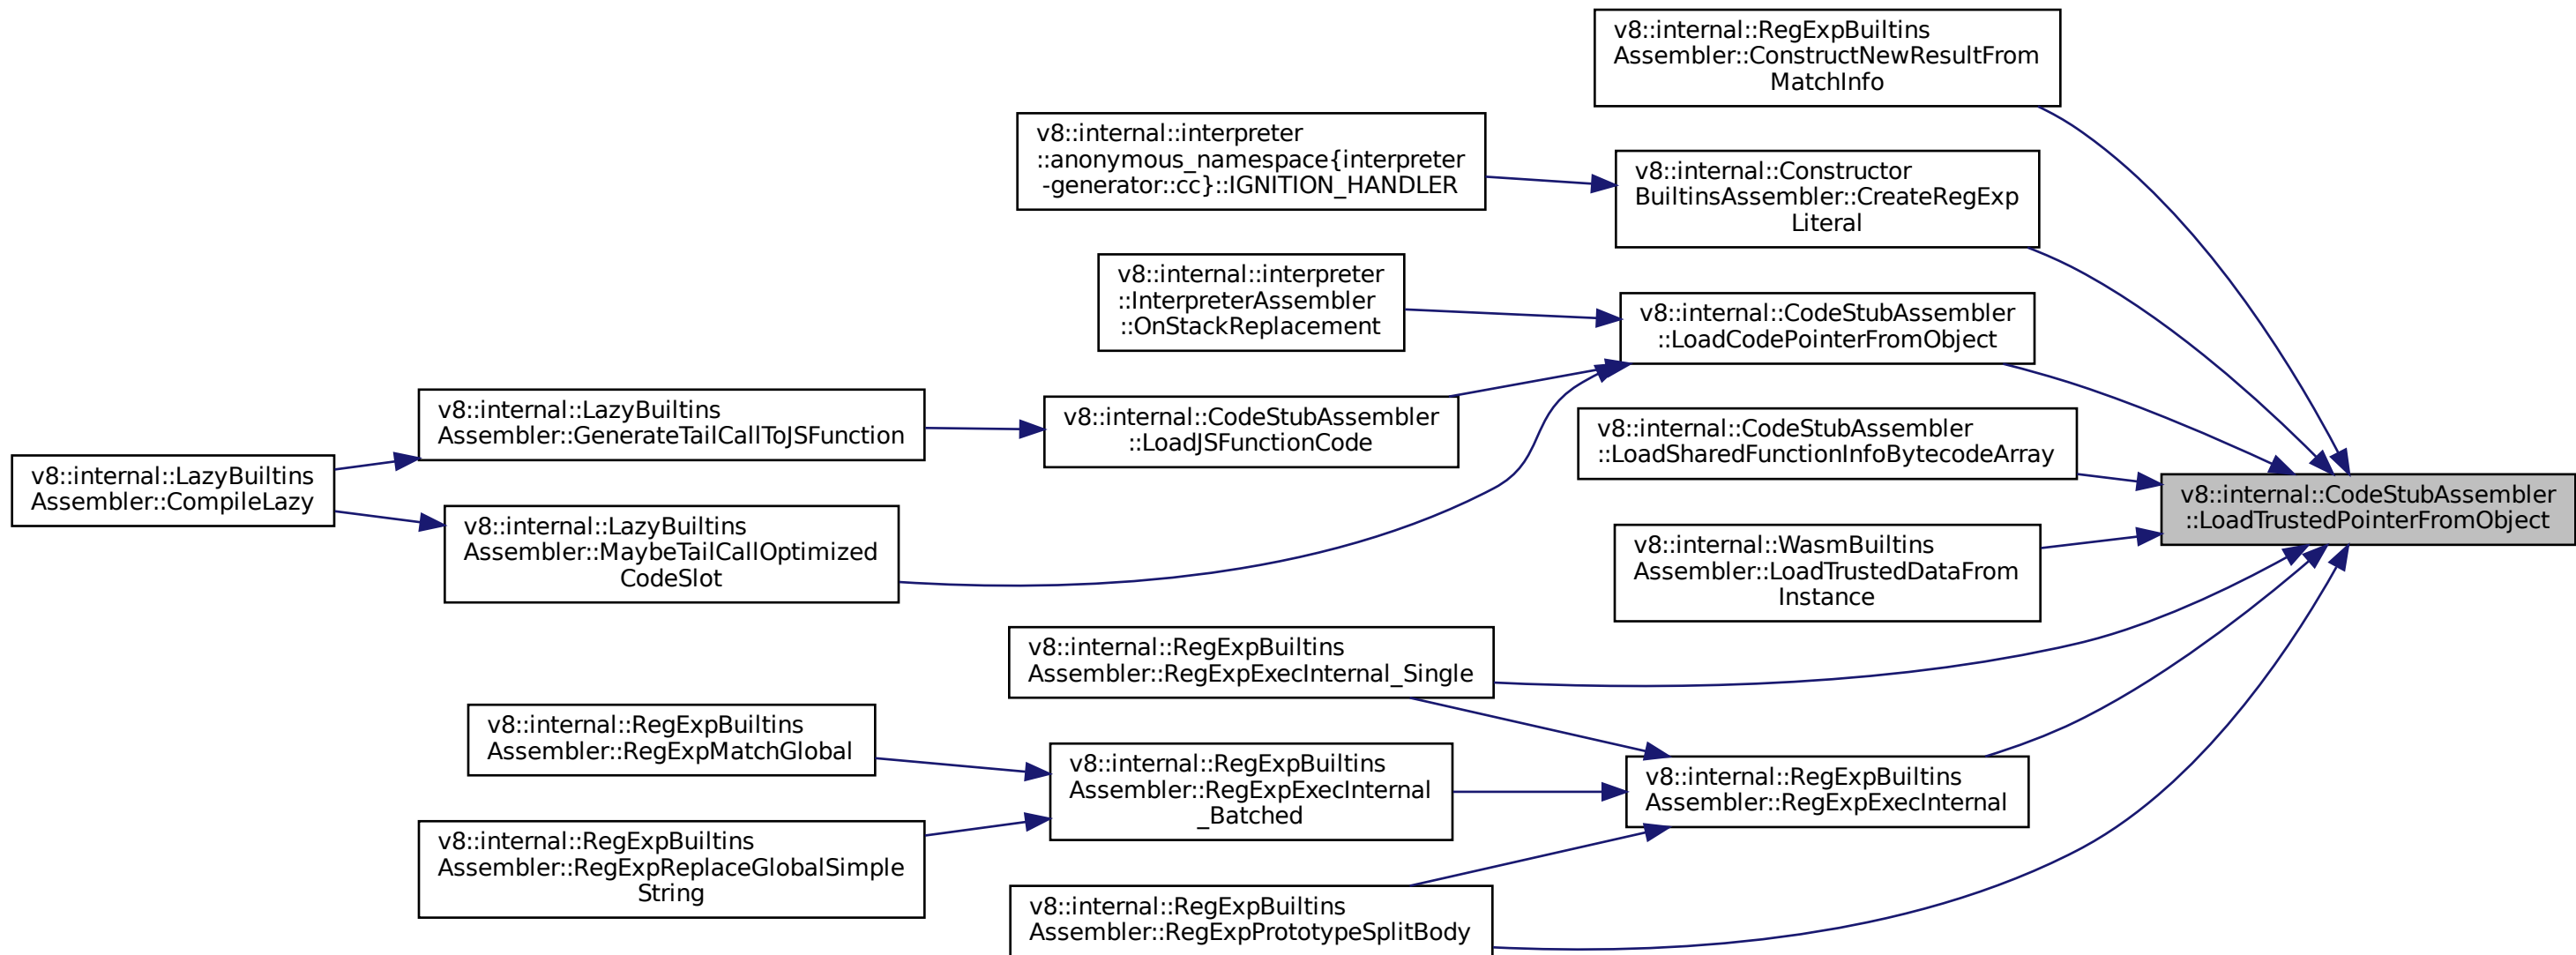 v8::internal::RegExpBuiltins
Assembler::ConstructNewResultFrom
MatchInfo
v8::internal::interpreter
::anonymous_namespace{interpreter
-generator::cc}::IGNITION_HANDLER
v8::internal::Constructor
BuiltinsAssembler::CreateRegExp
Literal
v8::internal::interpreter
::InterpreterAssembler
::OnStackReplacement
v8::internal::CodeStubAssembler
::LoadCodePointerFromObject
v8::internal::LazyBuiltins
Assembler::GenerateTailCallToJSFunction
v8::internal::CodeStubAssembler
::LoadJSFunctionCode
v8::internal::CodeStubAssembler
::LoadSharedFunctionInfoBytecodeArray
v8::internal::LazyBuiltins
Assembler::CompileLazy
v8::internal::CodeStubAssembler
::LoadTrustedPointerFromObject
v8::internal::LazyBuiltins
Assembler::MaybeTailCallOptimized
CodeSlot
v8::internal::WasmBuiltins
Assembler::LoadTrustedDataFrom
Instance
v8::internal::RegExpBuiltins
Assembler::RegExpExecInternal_Single
v8::internal::RegExpBuiltins
Assembler::RegExpMatchGlobal
v8::internal::RegExpBuiltins
Assembler::RegExpExecInternal
_Batched
v8::internal::RegExpBuiltins
Assembler::RegExpExecInternal
v8::internal::RegExpBuiltins
Assembler::RegExpReplaceGlobalSimple
String
v8::internal::RegExpBuiltins
Assembler::RegExpPrototypeSplitBody